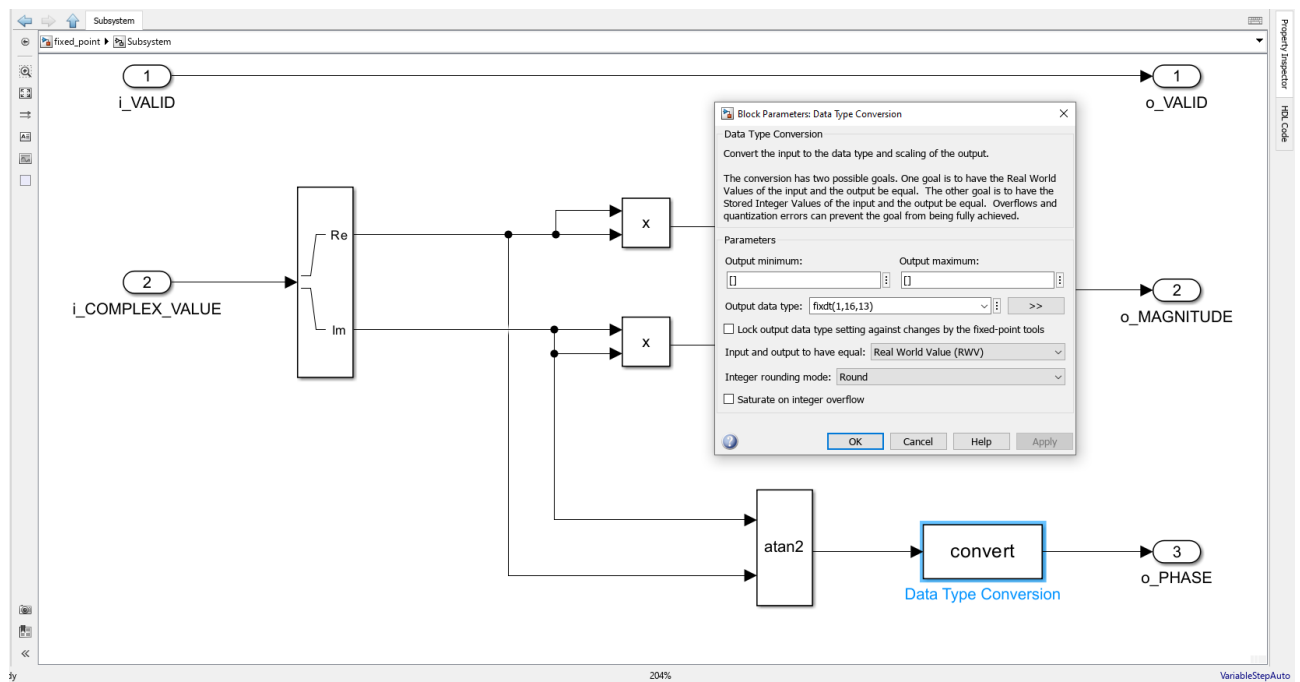 Subsystem
fixed_point
Subsystem
1
i_VALID
1
o_VALID
Block Parameters: Data Type Conversion
Data Type Conversion
Convert the input to the data type and scaling of the output.
The conversion has two possible goals. One goal is to have the Real World
Values of the input and the output be equal. The other goal is to have the
Stored Integer Values of the input and the output be equal. Overflows and
quantization errors can prevent the goal from being fully achieved.
Parameters
Output minimum:
Output maximum:
[]
[]
Output data type: fixdt(1,16,13)
>>
Lock output data type setting against changes by the fixed-point tools
Input and output to have equal: Real World Value (RWV)
Integer rounding mode: Round
Saturate on integer overflow
OK
Cancel
Help
Apply
Re
Im
x
x
2
i_COMPLEX_VALUE
2
o_MAGNITUDE
atan2
convert
Data Type Conversion
3
o_PHASE
Property Inspector
HDL Code
dy
204%
VariableStepAuto